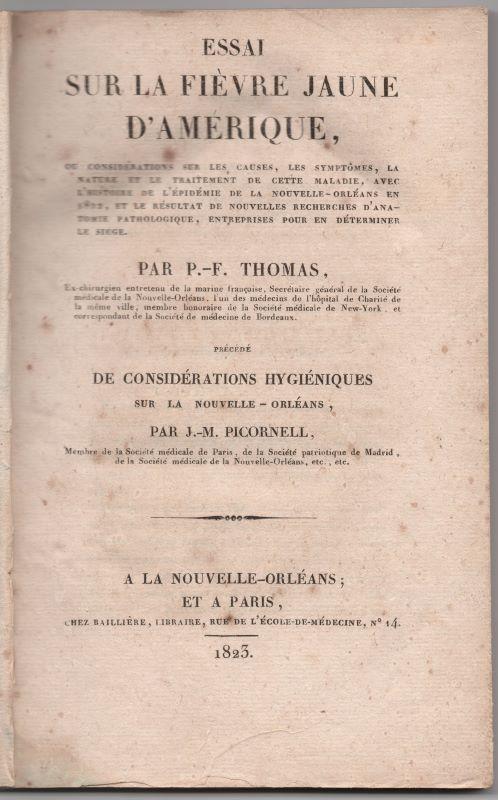 ESSAI
SUR LA FIÈVRE JAUNE
D'AMÉRIQUE,
OU CONSIDÉRATIONS SUR LES CAUSES, LES SYMPTÔMES, LA
NATURE ET LE TRAITEMENT DE CETTE MALADIE, AVEC
L'HISTOIRE DE L'ÉPIDÉMIE DE LA NOUVELLE-ORLÉANS EN
1822, ET LE RÉSULTAT DE NOUVELLES RECHERCHES D'ANA-
TOMIE PATHOLOGIQUE, ENTREPRISES POUR EN DÉTERMINER
LE SIEGE.
PAR P.-F. THOMAS,
Ex-chirurgien entretenu de la marine française, Secrétaire général de la Société
médicale de la Nouvelle-Orléans, l'un des médecins de l'hôpital de Charité de
la même ville, membre honoraire de la Société médicale de New-York, et
correspondant de la Société de médecine de Bordeaux.
PRÉCÉDÉ
DE CONSIDÉRATIONS HYGIÉNIQUES
SUR LA NOUVELLE-ORLÉANS,
PAR J.-M. PICORNELL,
Membre de la Société médicale de Paris, de la Société patriotique de Madrid,
de la Société médicale de la Nouvelle-Orléans, etc., etc.
A LA NOUVELLE-ORLÉANS;
ET A PARIS,
CHEZ BAILLIÈRE, LIBRAIRE, RUE DE L'ÉCOLE-DE-MÉDECINE, N° 14.
1823.